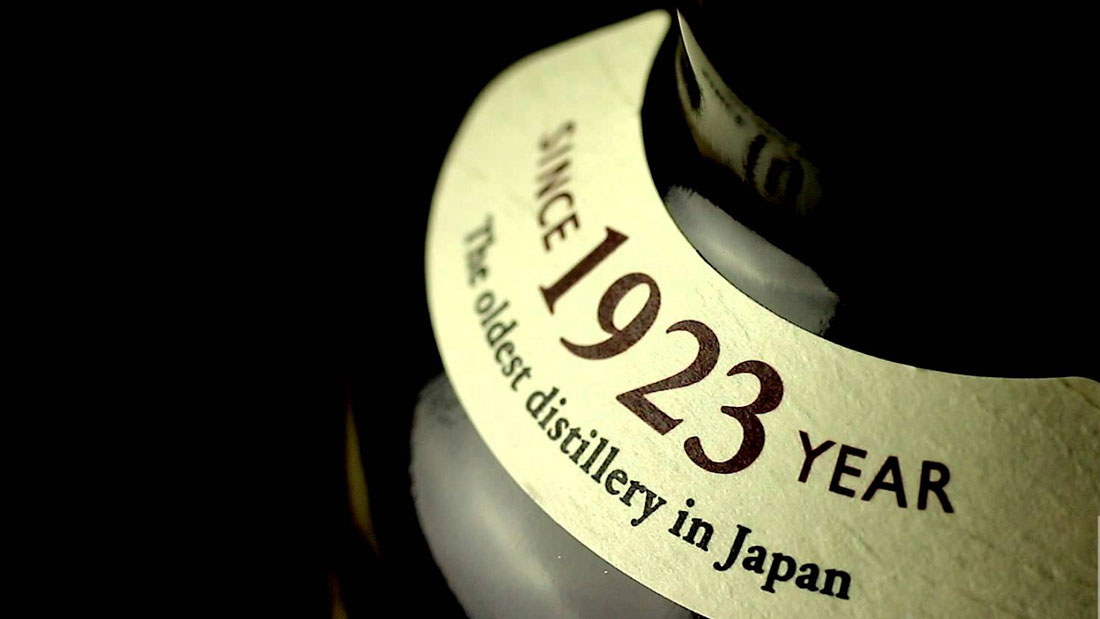 SINCE 1923 YEAR
The oldest distillery in Japan